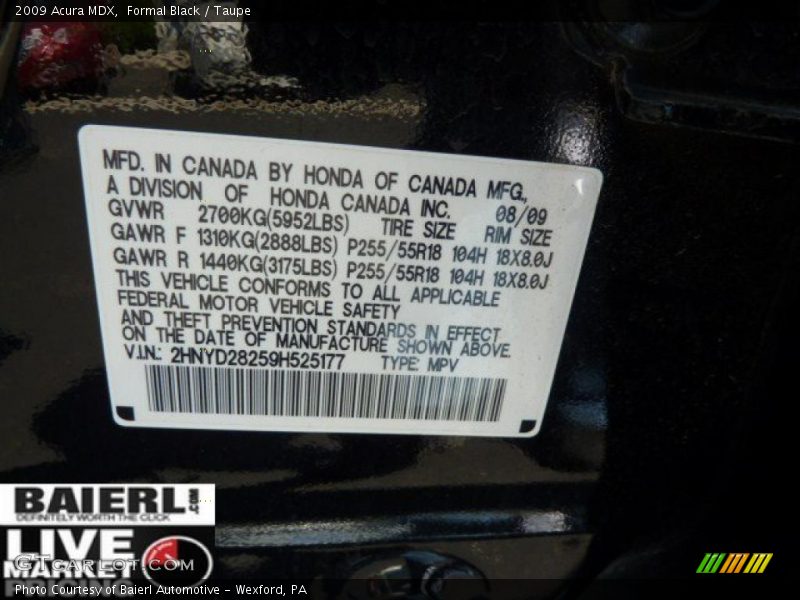 2009 Acura MDX,  Formal Black / Taupe
MFD. IN CANADA BY HONDA OF CANADA MFG.,
A DIVISION OF HONDA CANADA INC. 08/09
GVWR 2700KG(5952LBS) TIRE SIZE RIM SIZE
GAWR F 1310KG(2888LBS) P255/55R18 104H 18X8.0J
GAWR R 1440KG(3175LBS) P255/55R18 104H 18X8.0J
THIS VEHICLE CONFORMS TO ALL APPLICABLE
FEDERAL MOTOR VEHICLE SAFETY
AND THEFT PREVENTION STANDARDS IN EFFECT
ON THE DATE OF MANUFACTURE SHOWN ABOVE.
V.I.N.: 2HNYD28259H525177 TYPE: MPV
BAIERL.com
DEFINITELY WORTH THE CLICK
LIVE
MARKET
GTCARLOT.COM
Photo Courtesy of Baierl Automotive – Wexford, PA